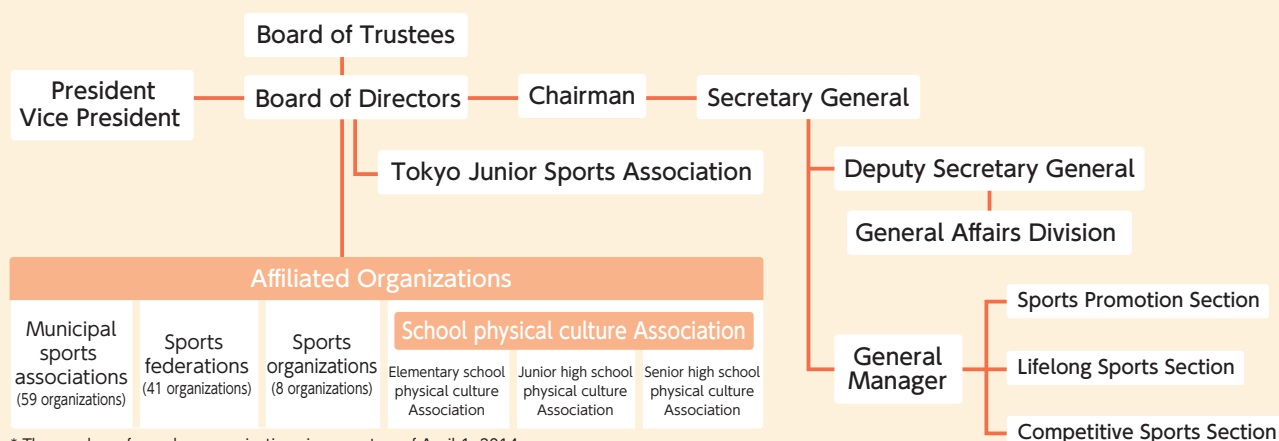 Board of Trustees
President
Vice President
Board of Directors
Chairman
Secretary General
Tokyo Junior Sports Association
Deputy Secretary General
General Affairs Division
Affiliated Organizations
Municipal
sports
associations
(59 organizations)
Sports
federations
(41 organizations)
Sports
organizations
(8 organizations)
School physical culture Association
Elementary school
physical culture
Association
Junior high school
physical culture
Association
Senior high school
physical culture
Association
General
Manager
Sports Promotion Section
Lifelong Sports Section
Competitive Sports Section